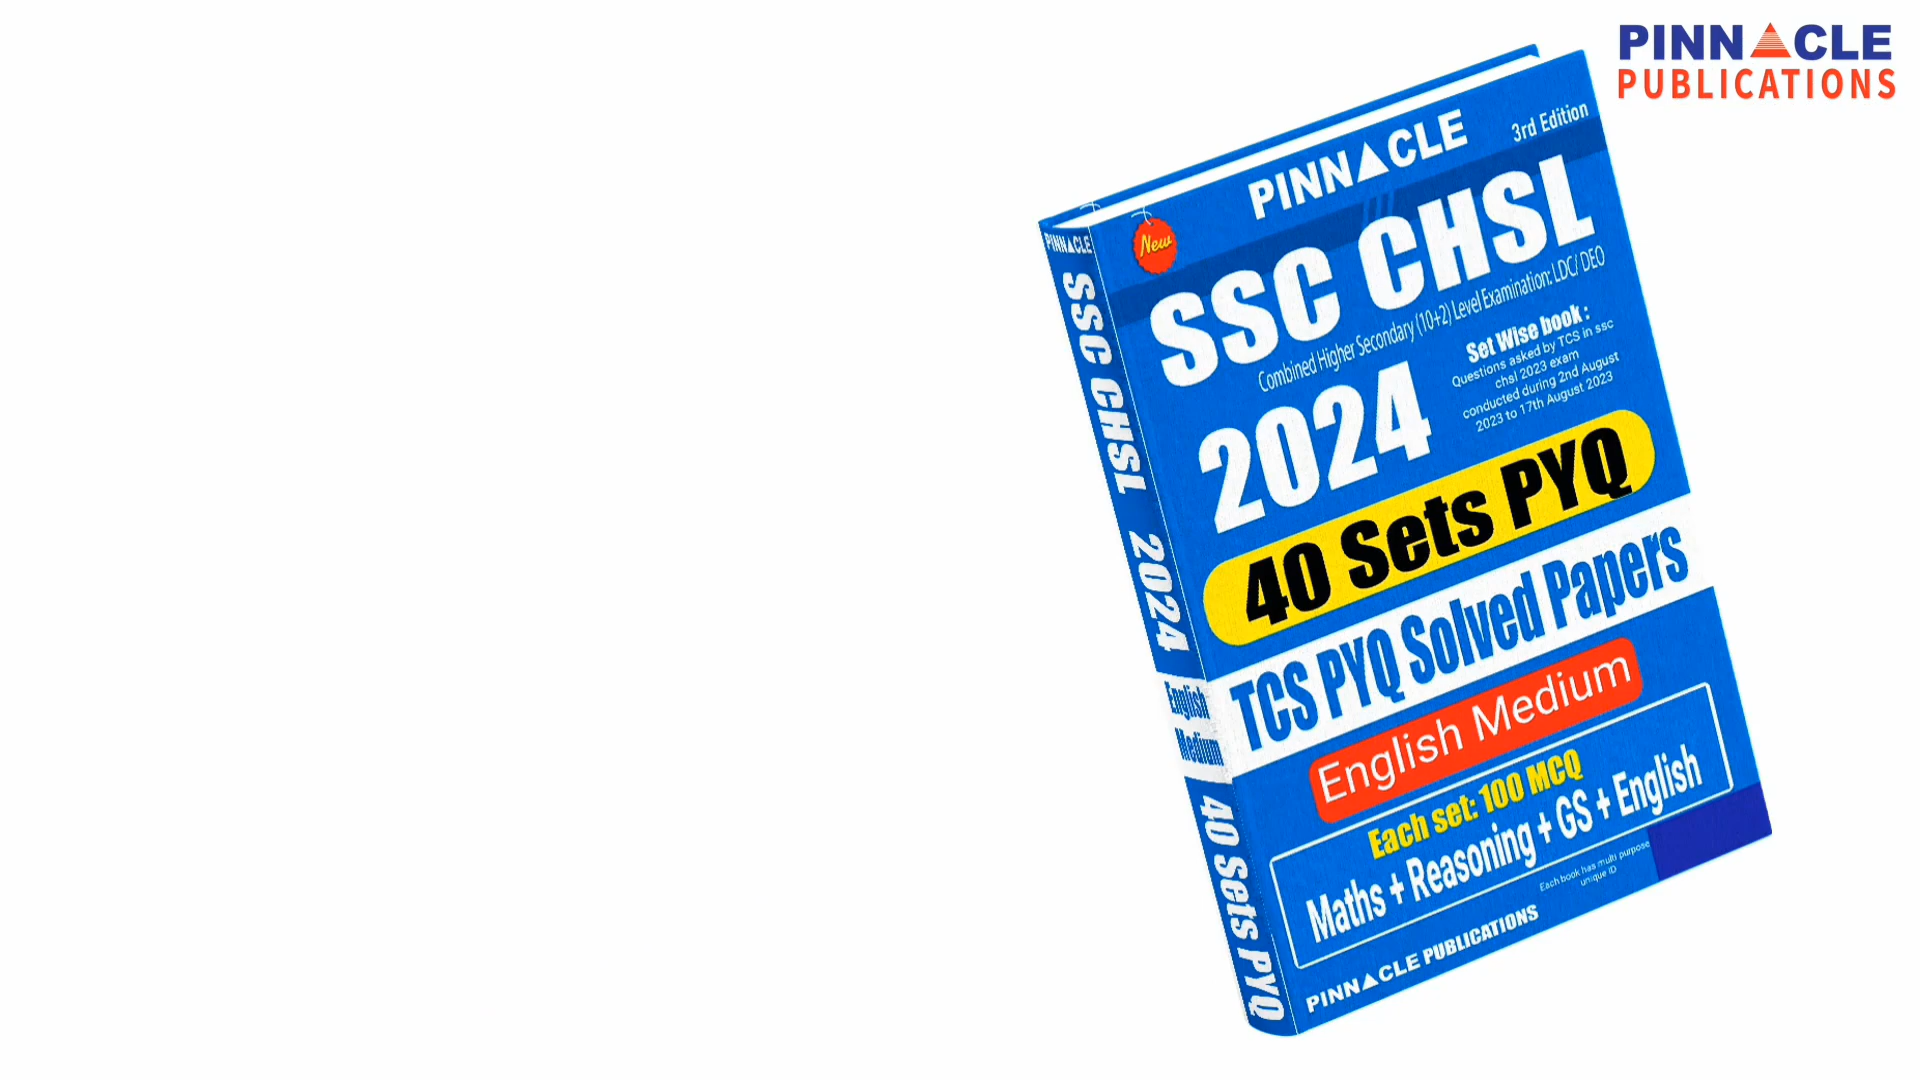 PINNACLE
PUBLICATIONS
PINNACLE
3rd Edition
New
SSC CHSL
Combined Higher Secondary (10+2) Level Examination: LDC/ DEO
2024
Set Wise book :
Questions asked by TCS in ssc
chsl 2023 exam
conducted during 2nd August
2023 to 17th August 2023
40 Sets PYQ
TCS PYQ Solved Papers
English Medium
Each set: 100 MCQ
Maths + Reasoning + GS + English
Each book has multi purpose
unique ID
PINNACLE PUBLICATIONS
PINNACLE
SSC CHSL 2024
English
Medium
40 Sets PYQ